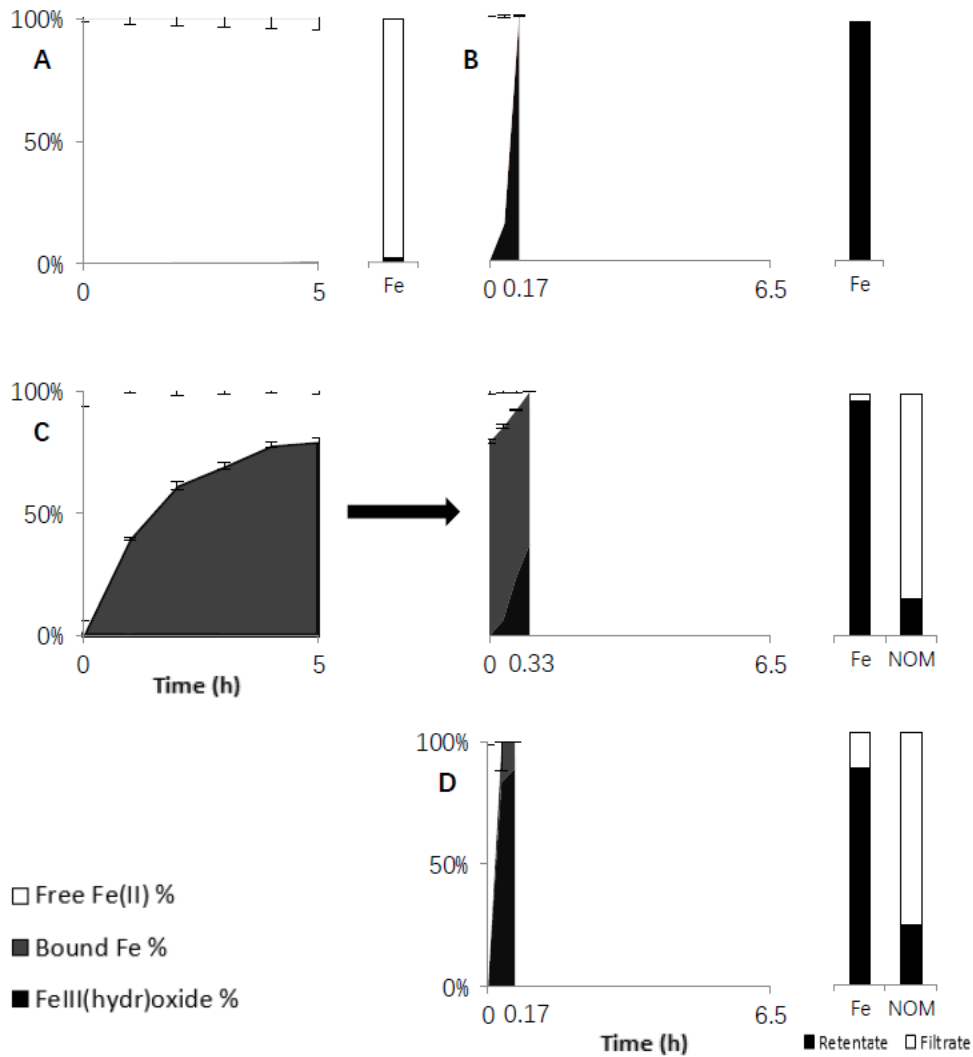 100%
A
50%
0%
0
5
Fe
B
0 0.17
6.5
Fe
100%
C
50%
0%
0
5
Time (h)
0 0.33
6.5
Fe
NOM
100%
D
50%
0%
0 0.17
6.5
Time (h)
Fe
NOM
Free Fe(II) %
Bound Fe %
FeIII(hydr)oxide %
Retentate Filtrate